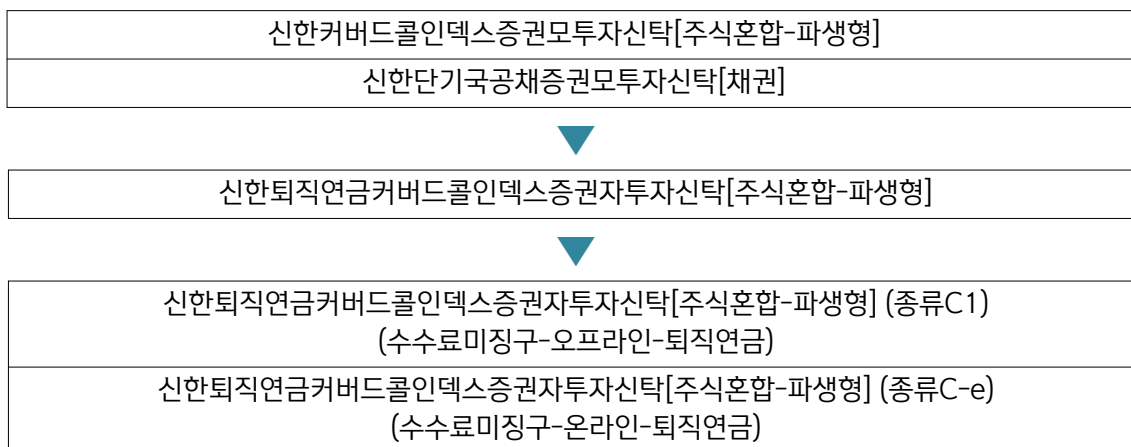 신한커버드콜인덱스증권모투자신탁[주식혼합-파생형]
신한단기국공채증권모투자신탁[채권]
신한퇴직연금커버드콜인덱스증권자투자신탁[주식혼합-파생형]
신한퇴직연금커버드콜인덱스증권자투자신탁[주식혼합-파생형] (종류C1)
(수수료미징구-오프라인-퇴직연금)
신한퇴직연금커버드콜인덱스증권자투자신탁[주식혼합-파생형] (종류C-e)
(수수료미징구-온라인-퇴직연금)